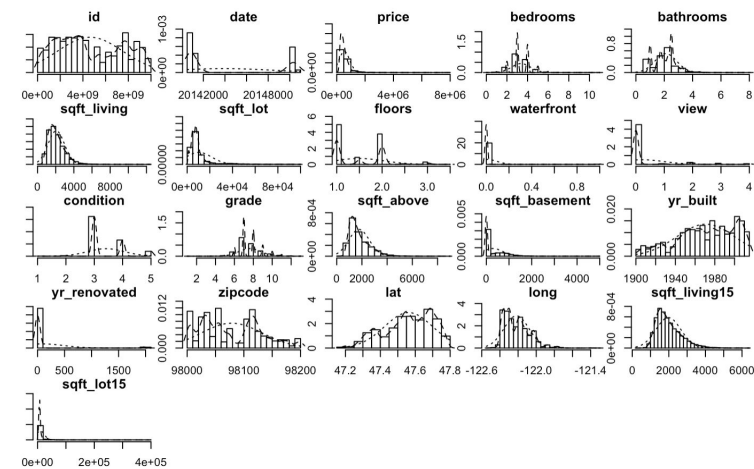 id date price bedrooms bathrooms
1e-03 1.5 0.8
0e+00 0.0e+00 0.0 0.0
0e+00 4e+09 8e+09 20142000 20148000 0e+00 4e+06 8e+06 0 2 4 6 8 10 0 2 4 6 8
sqft_living sqft_lot floors waterfront view
0.00000 0 2 4 6 0 20 0 2 4
0 4000 8000 0e+00 4e+04 8e+04 1.0 2.0 3.0 0.0 0.4 0.8 0 1 2 3 4
condition grade sqft_above sqft_basement yr_built
0.0 1.5 0e+00 8e-04 0.000 0.005 0.000 0.020
1 2 3 4 5 2 4 6 8 10 0 2000 6000 0 2000 4000 1900 1940 1980
yr_renovated zipcode lat long sqft_living15
0.000 0.012 0 2 4 0 2 4 0e+00 8e-04
0 500 1500 98000 98100 98200 47.2 47.4 47.6 47.8 -122.6 -122.0 -121.4 0 2000 4000 6000
sqft_lot15
0e+00 2e+05 4e+05